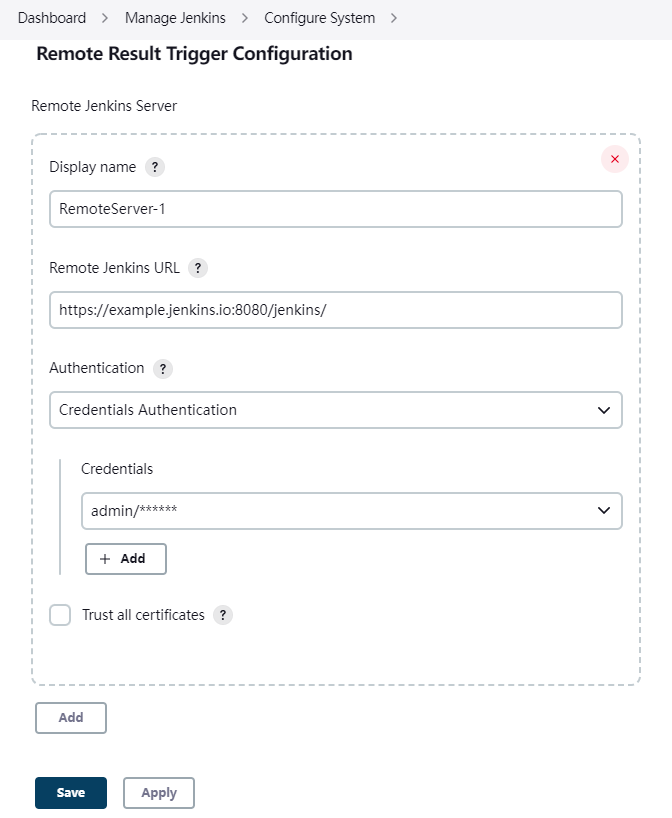 Dashboard > Manage Jenkins > Configure System >
Remote Result Trigger Configuration
Remote Jenkins Server
Display name ?
RemoteServer-1
Remote Jenkins URL ?
https://example.jenkins.io:8080/jenkins/
Authentication ?
Credentials Authentication
Credentials
admin/******
+ Add
Trust all certificates ?
Add
Save Apply